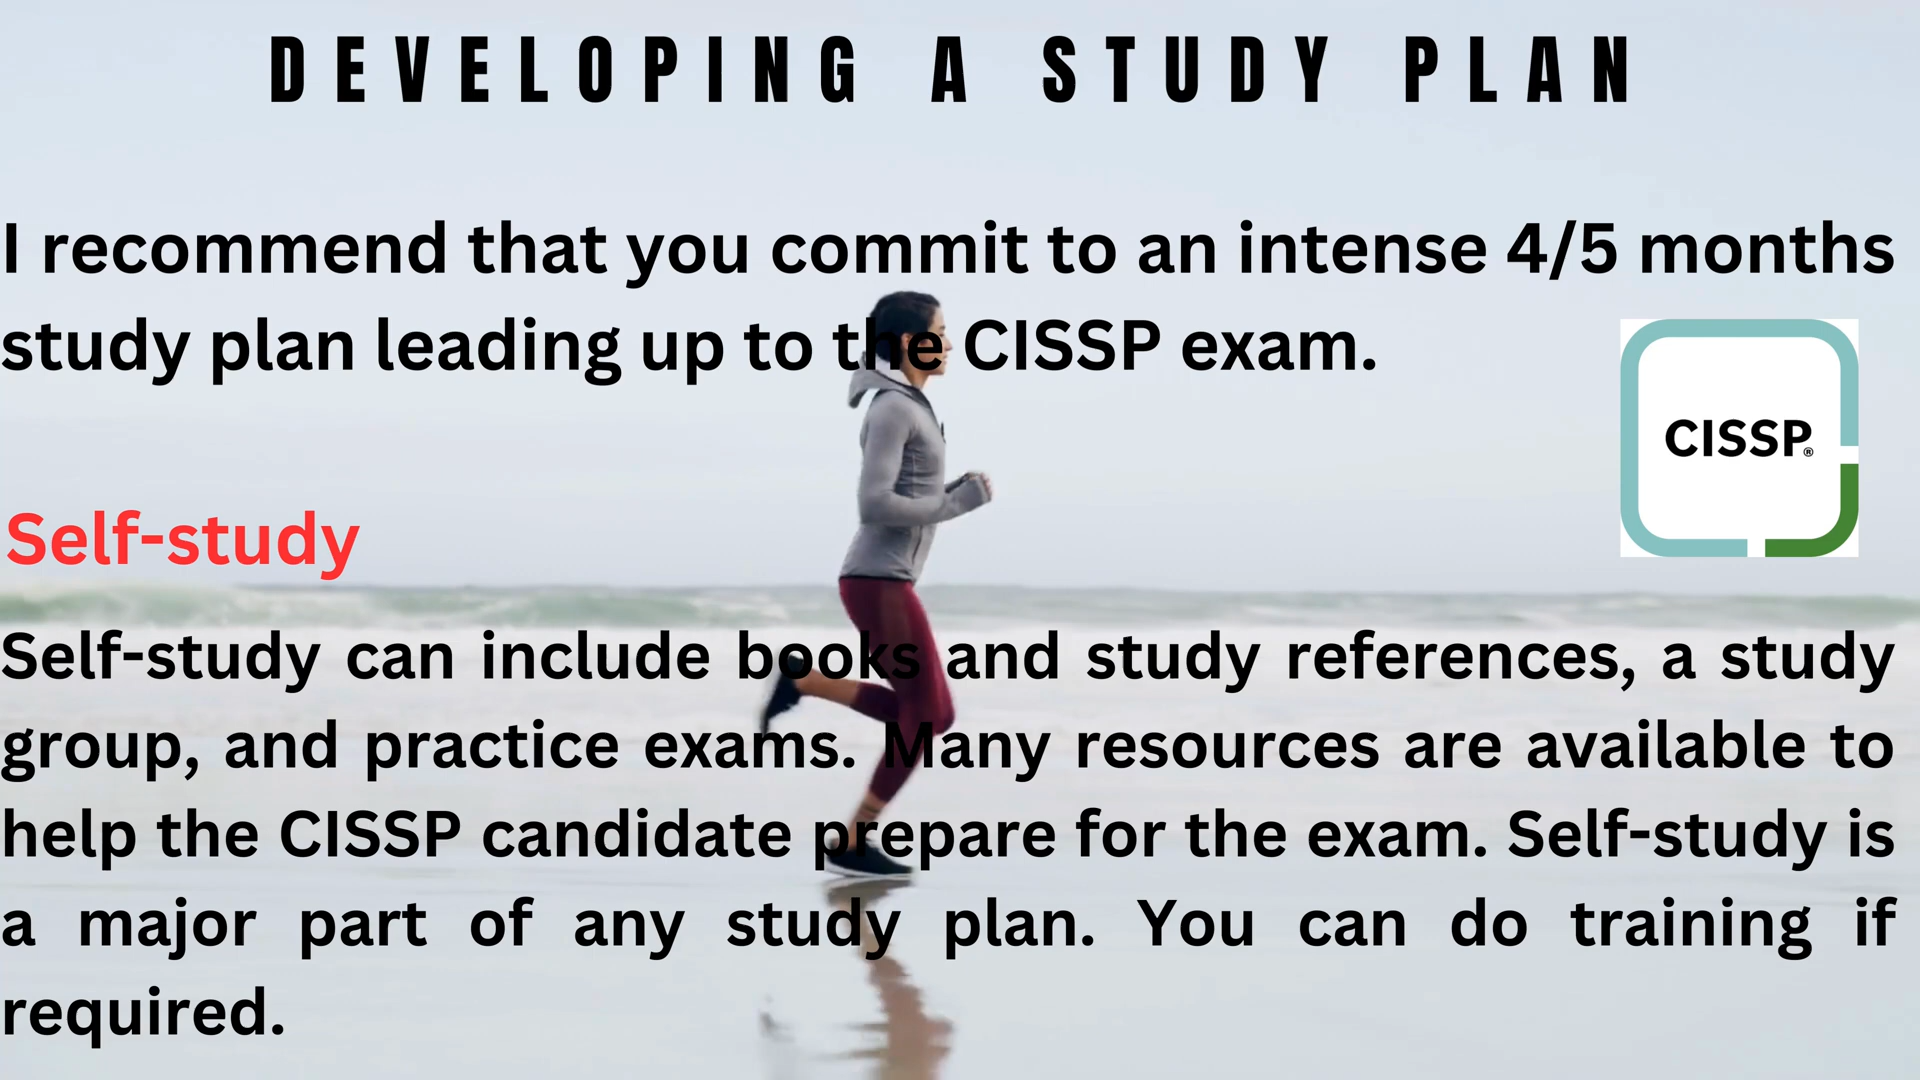 DEVELOPING A STUDY PLAN
I recommend that you commit to an intense 4/5 months
study plan leading up to the CISSP exam.
CISSP®
Self-study
Self-study can include books and study references, a study
group, and practice exams. Many resources are available to
help the CISSP candidate prepare for the exam. Self-study is
a major part of any study plan. You can do training if
required.